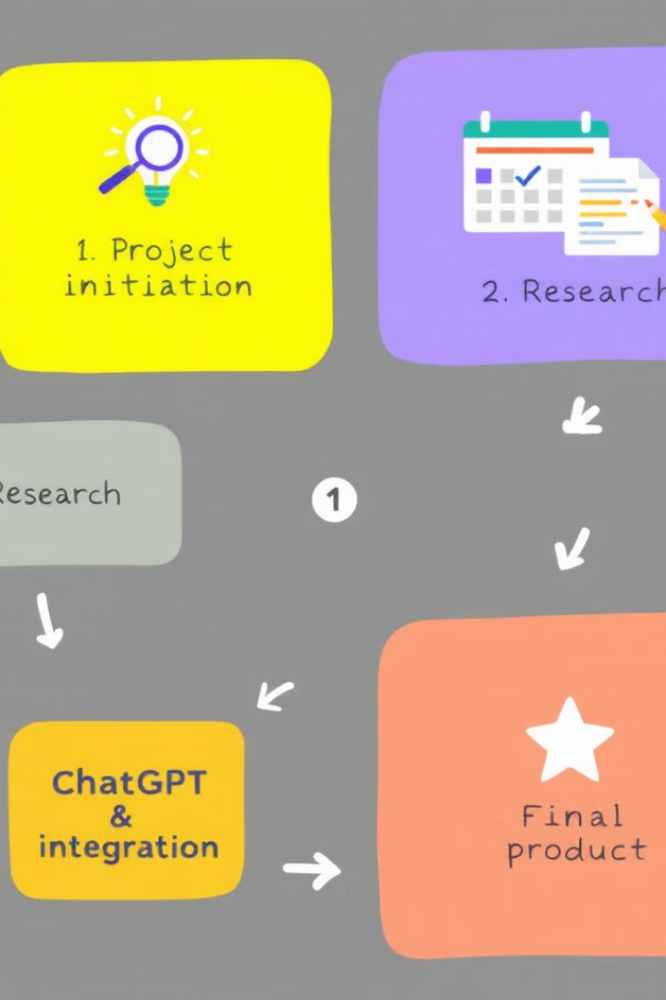 1. Project
initiation
2. Research
Research
1
ChatGPT
&
integration
Final
product